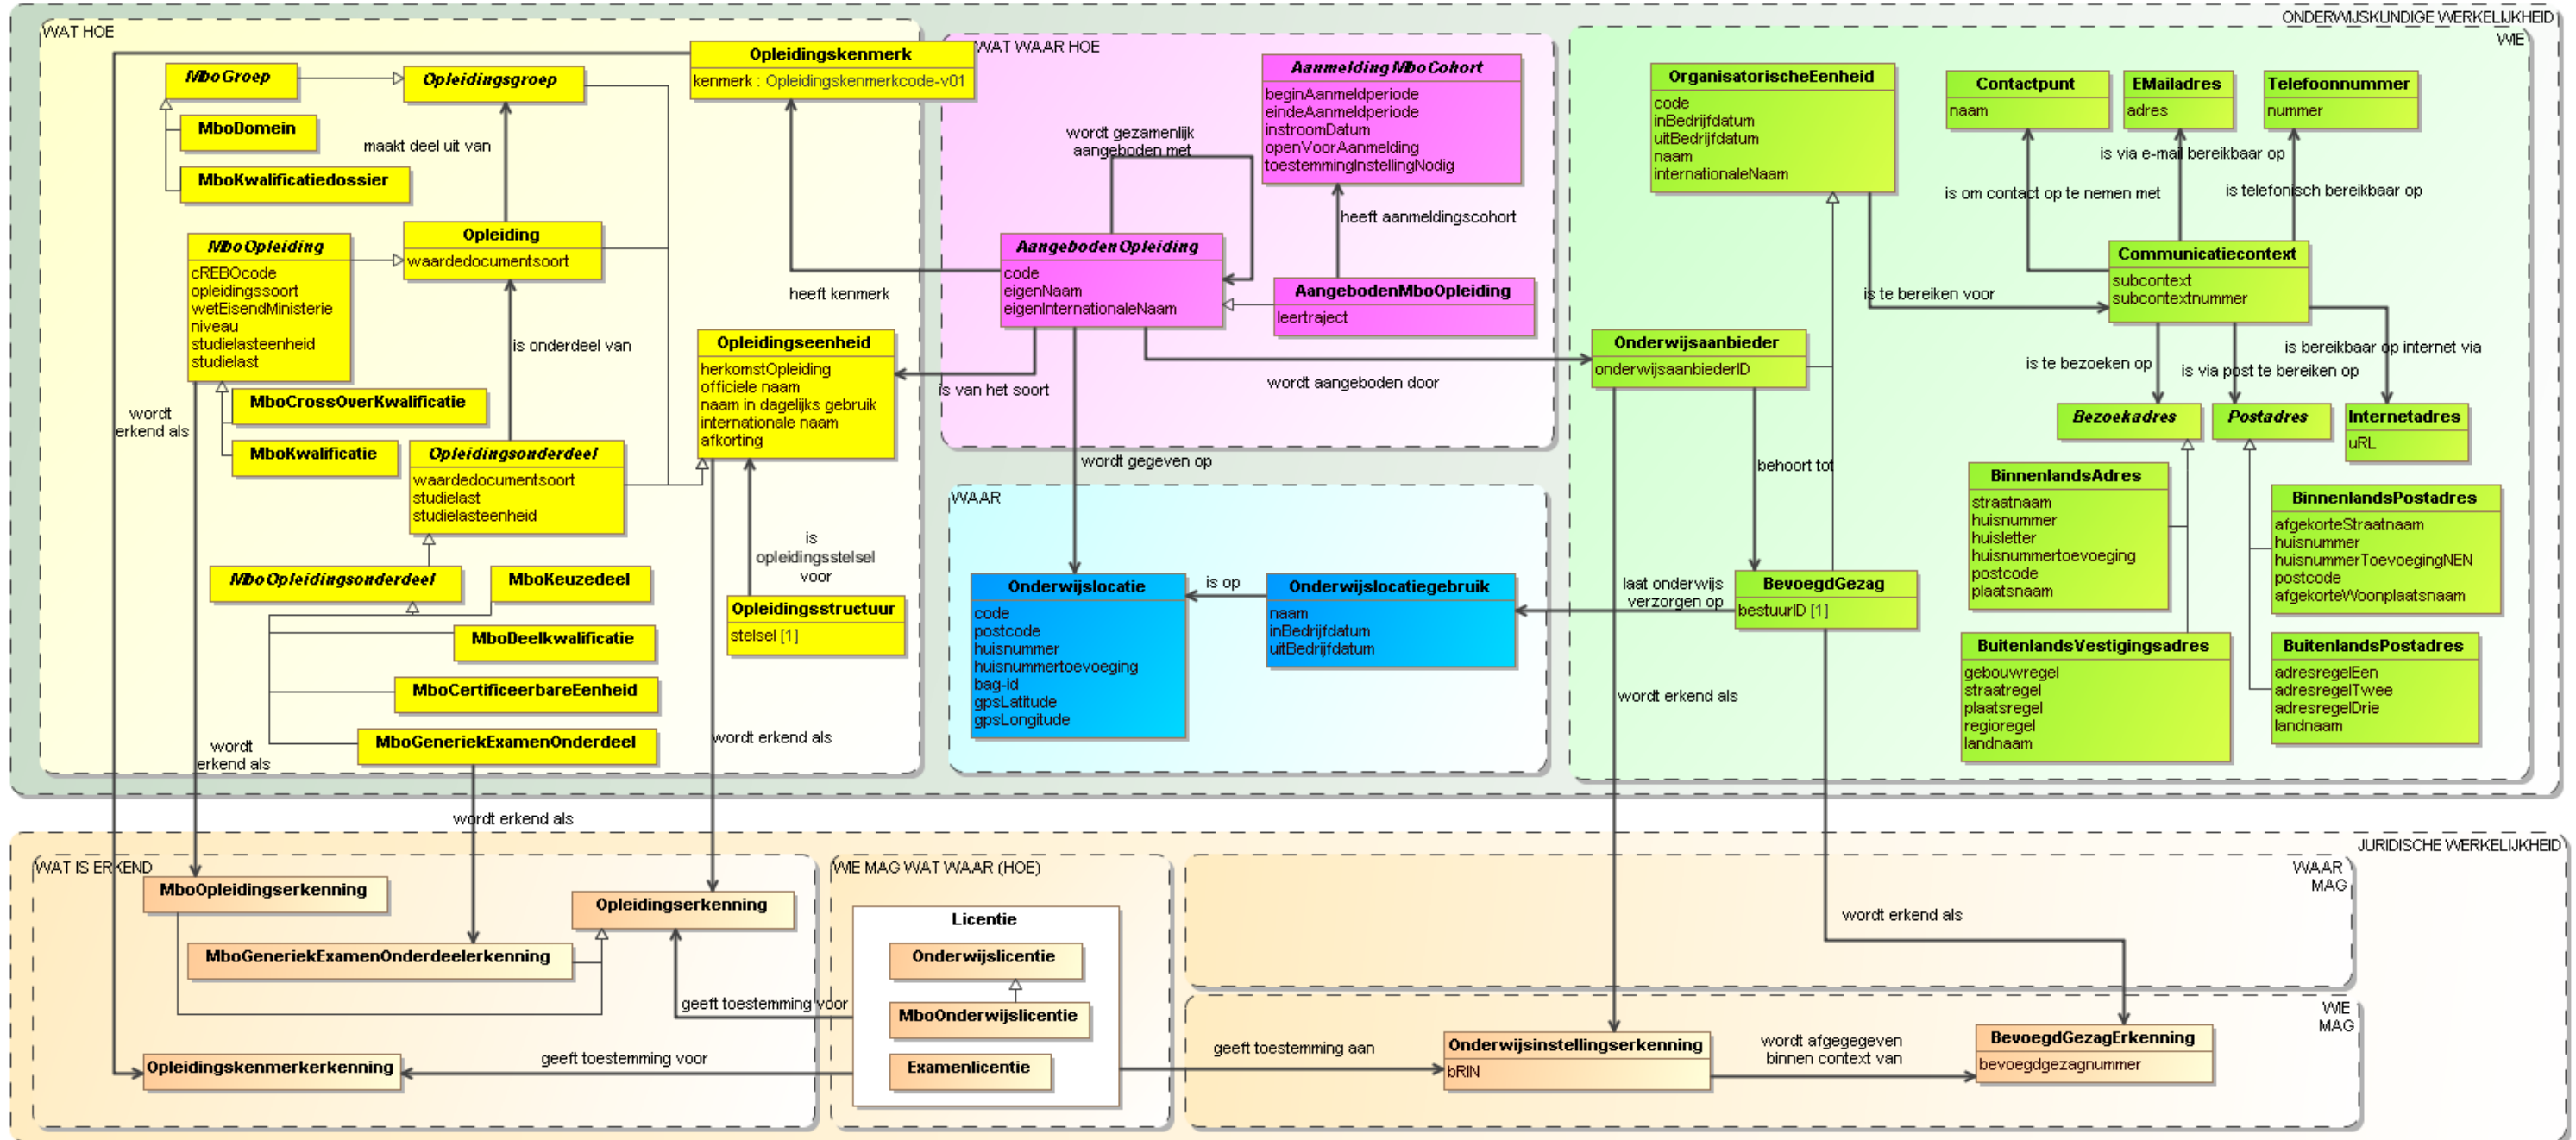 ONDERWIJSKUNDIGE WERKELIJKHEID
WAT HOE
MboGroep
Opleidingsgroep
MboDomein
MboKwalificatiedossier
maakt deel uit van
Opleidingskenmerk
kenmerk : Opleidingskenmerkcode-v01
MboOpleiding
cREBOcode
opleidingssoort
wetEisendMinisterie
niveau
studielasteenheid
studielast
Opleiding
waardedocumentsoort
is onderdeel van
wordt
erkend als
MboCrossOverKwalificatie
MboKwalificatie
Opleidingsonderdeel
waardedocumentsoort
studielast
studielasteenheid
Opleidingseenheid
herkomstOpleiding
officiele naam
naam in dagelijks gebruik
internationale naam
afkorting
is
opleidingsstelsel
voor
Opleidingsstructuur
stelsel [1]
MboOpleidingsonderdeel
MboKeuzedeel
MboDeelkwalificatie
MboCertificeerbareEenheid
MboGeneriekExamenOnderdeel
wordt
erkend als
wordt erkend als
wordt erkend als
WAT WAAR HOE
wordt gezamenlijk
aangeboden met
AanmeldingMboCohort
beginAanmeldperiode
eindeAanmeldperiode
instroomDatum
openVoorAanmelding
toestemmingInstellingNodig
heeft aanmeldingscohort
AangebodenOpleiding
code
eigenNaam
eigenInternationaleNaam
AangebodenMboOpleiding
leertraject
heeft kenmerk
is van het soort
wordt aangeboden door
wordt gegeven op
WAAR
Onderwijslocatie
code
postcode
huisnummer
huisnummertoevoeging
bag-id
gpsLatitude
gpsLongitude
is op
Onderwijslocatiegebruik
naam
inBedrijfdatum
uitBedrijfdatum
WIE
OrganisatorischeEenheid
code
inBedrijfdatum
uitBedrijfdatum
naam
internationaleNaam
Contactpunt
naam
EMailadres
adres
Telefoonnummer
nummer
is via e-mail bereikbaar op
is om contact op te nemen met
is telefonisch bereikbaar op
Communicatiecontext
subcontext
subcontextnummer
is te bereiken voor
Onderwijsaanbieder
onderwijsaanbiederID
is te bezoeken op
is via post te bereiken op
is bereikbaar op internet via
Bezoekadres
Postadres
Internetadres
uRL
behoort tot
BinnenlandsAdres
straatnaam
huisnummer
huisletter
huisnummertoevoeging
postcode
plaatsnaam
BinnenlandsPostadres
afgekorteStraatnaam
huisnummer
huisnummerToevoegingNEN
postcode
afgekorteWoonplaatsnaam
laat onderwijs
verzorgen op
BevoegdGezag
bestuurID [1]
BuitenlandsVestigingsadres
gebouwregel
straatregel
plaatsregel
regioregel
landnaam
BuitenlandsPostadres
adresregelEen
adresregelTwee
adresregelDrie
landnaam
wordt erkend als
wordt erkend als
JURIDISCHE WERKELIJKHEID
WAT IS ERKEND
MboOpleidingserkenning
Opleidingserkenning
MboGeneriekExamenOnderdeelerkenning
Opleidingskenmerkerkenning
geeft toestemming voor
geeft toestemming voor
WIE MAG WAT WAAR (HOE)
Licentie
Onderwijslicentie
MboOnderwijslicentie
Examenlicentie
WAAR
MAG
WIE
MAG
geeft toestemming aan
Onderwijsinstellingserkenning
bRIN
wordt afgegegeven
binnen context van
BevoegdGezagErkenning
bevoegdgezagnummer